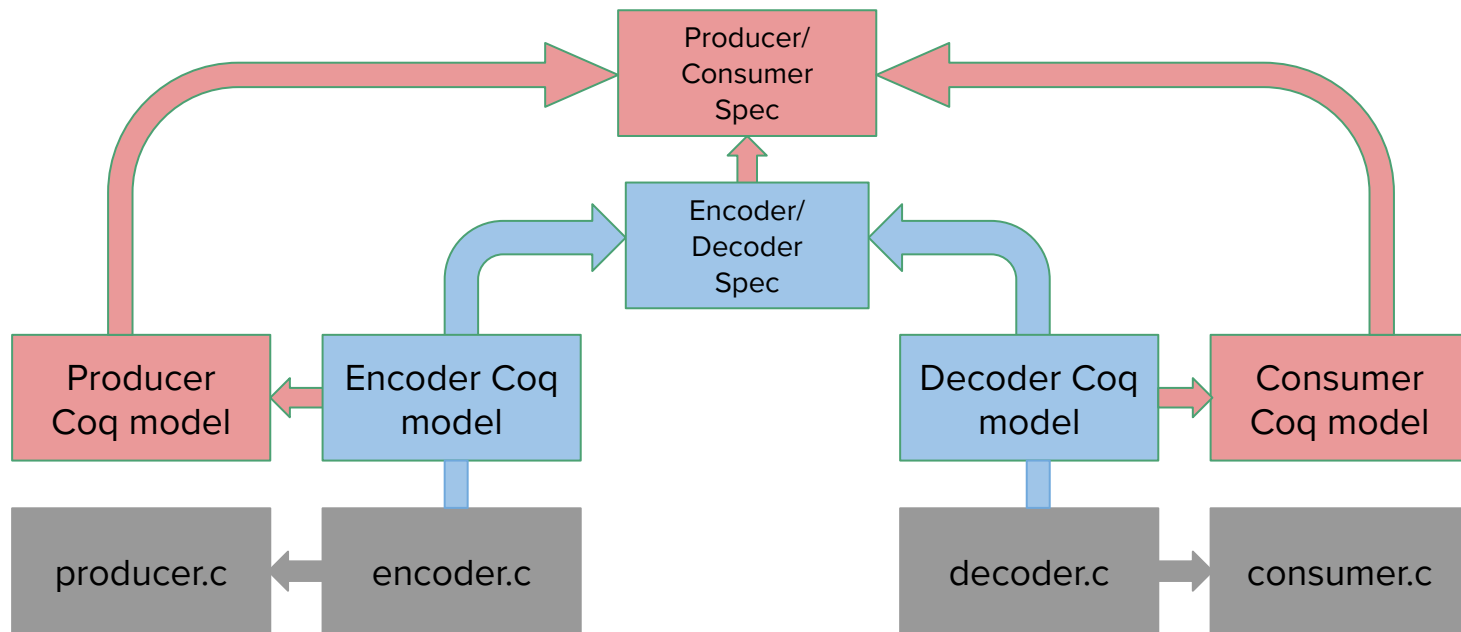 Producer/
Consumer
Spec
Encoder/
Decoder
Spec
Producer
Coq model
Encoder Coq
model
Decoder Coq
model
Consumer
Coq model
producer.c
encoder.c
decoder.c
consumer.c